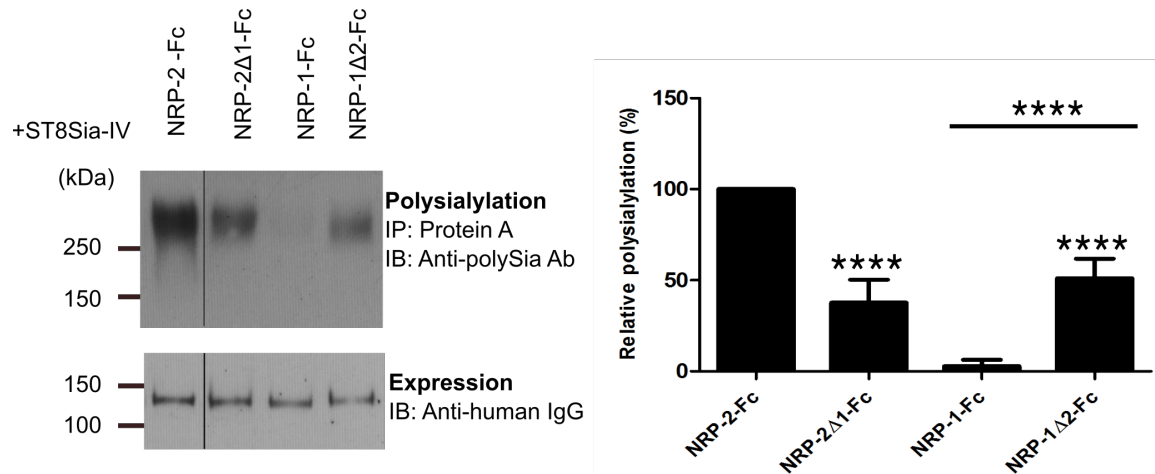 NRP-2 -Fc
NRP-2Δ1-Fc
NRP-1-Fc
NRP-1Δ2-Fc
+ST8Sia-IV
(kDa)
250
150
Polysialylation
IP: Protein A
IB: Anti-polySia Ab
150
100
Expression
IB: Anti-human IgG
Relative polysialylation (%)
150
100
50
0
****
****
****
NRP-2-Fc
NRP-2Δ1-Fc
NRP-1-Fc
NRP-1Δ2-Fc